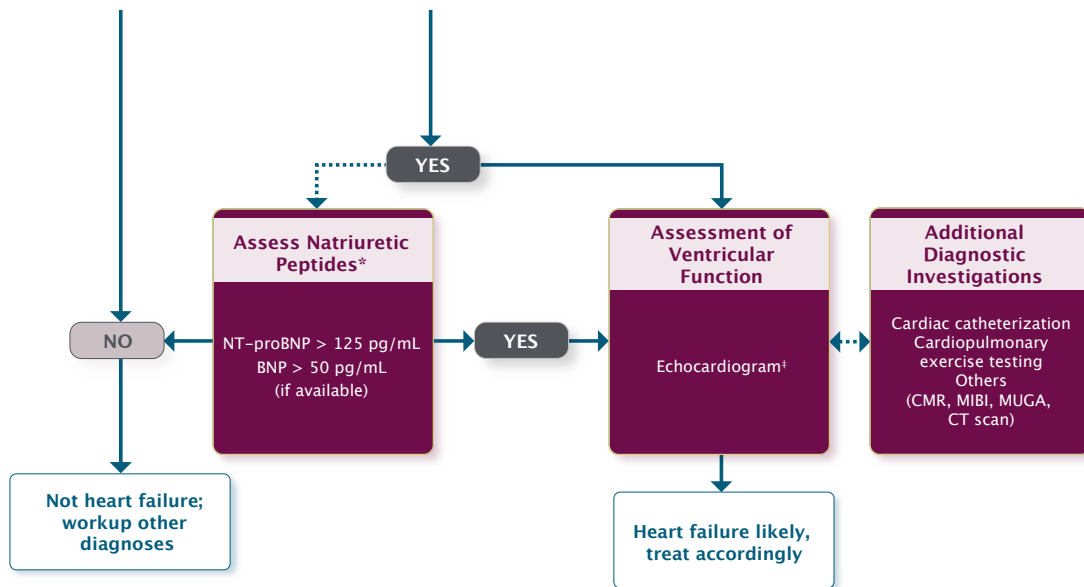 YES
Assess Natriuretic
Peptides*
NT-proBNP > 125 pg/mL
BNP > 50 pg/mL
(if available)
NO
YES
Assessment of
Ventricular
Function
Echocardiogram‡
Additional
Diagnostic
Investigations
Cardiac catheterization
Cardiopulmonary
exercise testing
Others
(CMR, MIBI, MUGA,
CT scan)
Not heart failure;
workup other
diagnoses
Heart failure likely,
treat accordingly